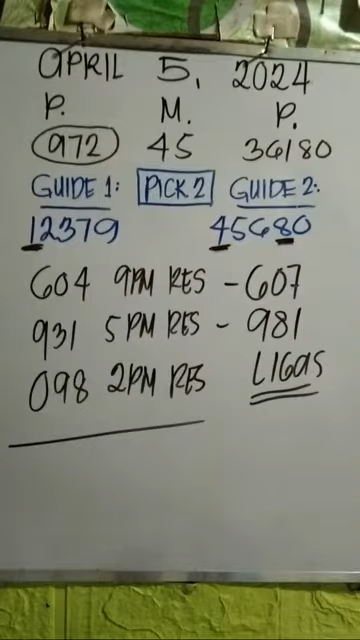 APRIL 5, 2024
P. M. P.
972 45 36180
GUIDE 1: PICK 2 GUIDE 2:
12379 45680
604 9PM RES - 607
931 5PM RES - 981
098 2PM RES LIGAS